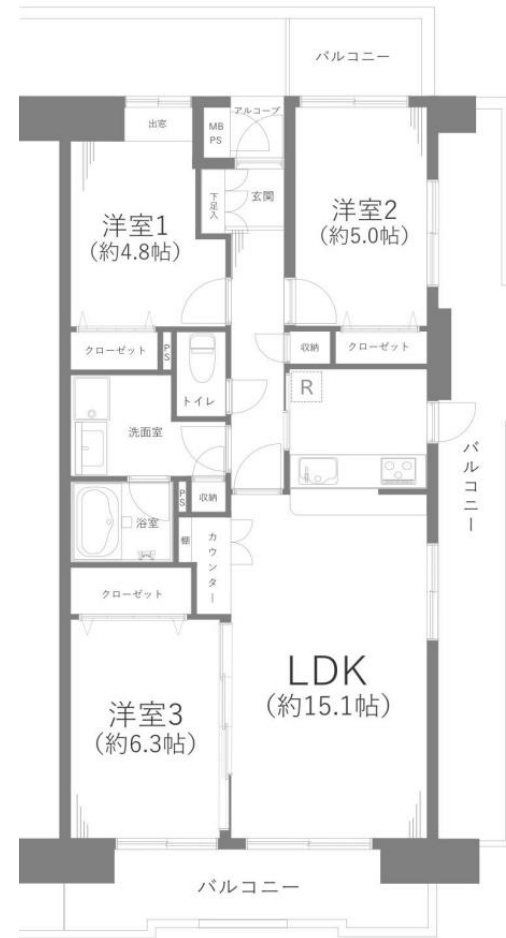 バルコニー
アルコーブ
出窓
MB
PS
下足入
玄関
洋室1
(約4.8帖)
洋室2
(約5.0帖)
クローゼット
PS
トイレ
収納
クローゼット
R
洗面室
バルコニー
PS
収納
浴室
棚
カウンター
クローゼット
LDK
(約15.1帖)
洋室3
(約6.3帖)
バルコニー